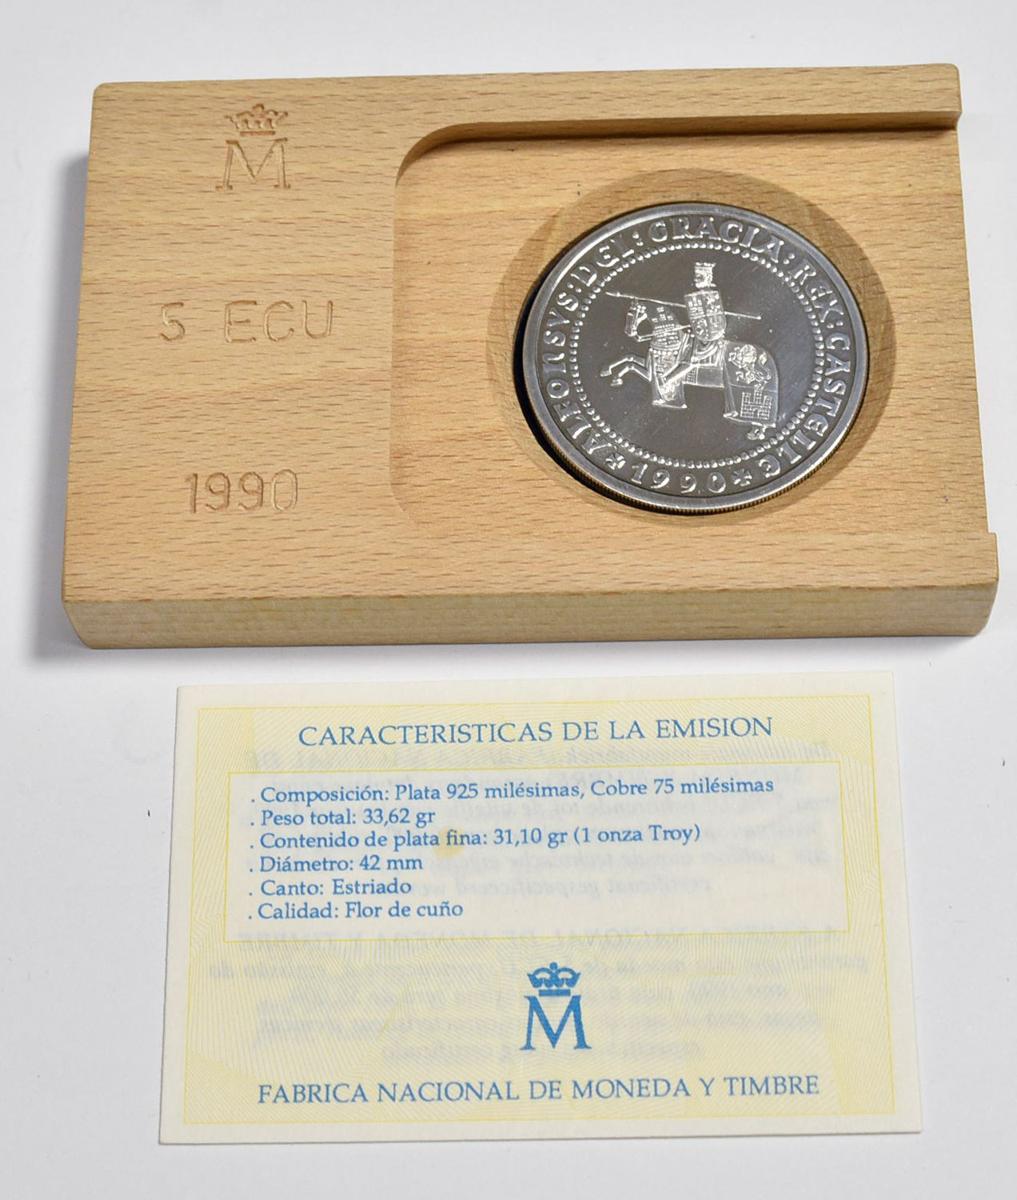 M
5 ECU
1990
*ALFONSVS:DEI:GRACIA:REX:CASTELLE*
1990
CARACTERISTICAS DE LA EMISION
. Composición: Plata 925 milésimas, Cobre 75 milésimas
. Peso total: 33,62 gr
. Contenido de plata fina: 31,10 gr (1 onza Troy)
. Diámetro: 42 mm
. Canto: Estriado
. Calidad: Flor de cuño
M
FABRICA NACIONAL DE MONEDA Y TIMBRE